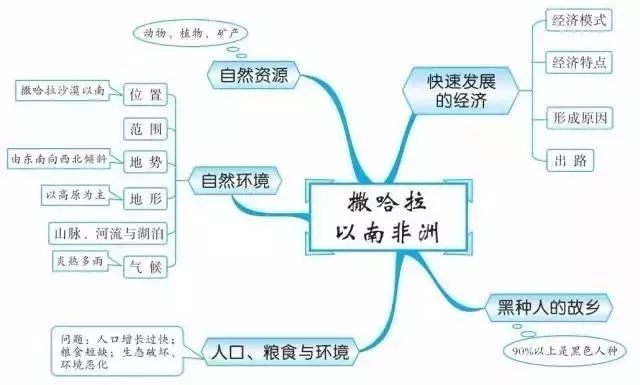 动物、植物、矿产
自然资源
快速发展
的经济
经济模式
经济特点
形成原因
出路
撒哈拉沙漠以南
位置
范围
由东南向西北倾斜
地势
以高原为主
地形
山脉、河流与湖泊
炎热多雨
气候
自然环境
撒哈拉
以南非洲
黑种人的故乡
90%以上是黑色人种
问题：人口增长过快；
粮食短缺；生态破坏、
环境恶化
人口、粮食与环境